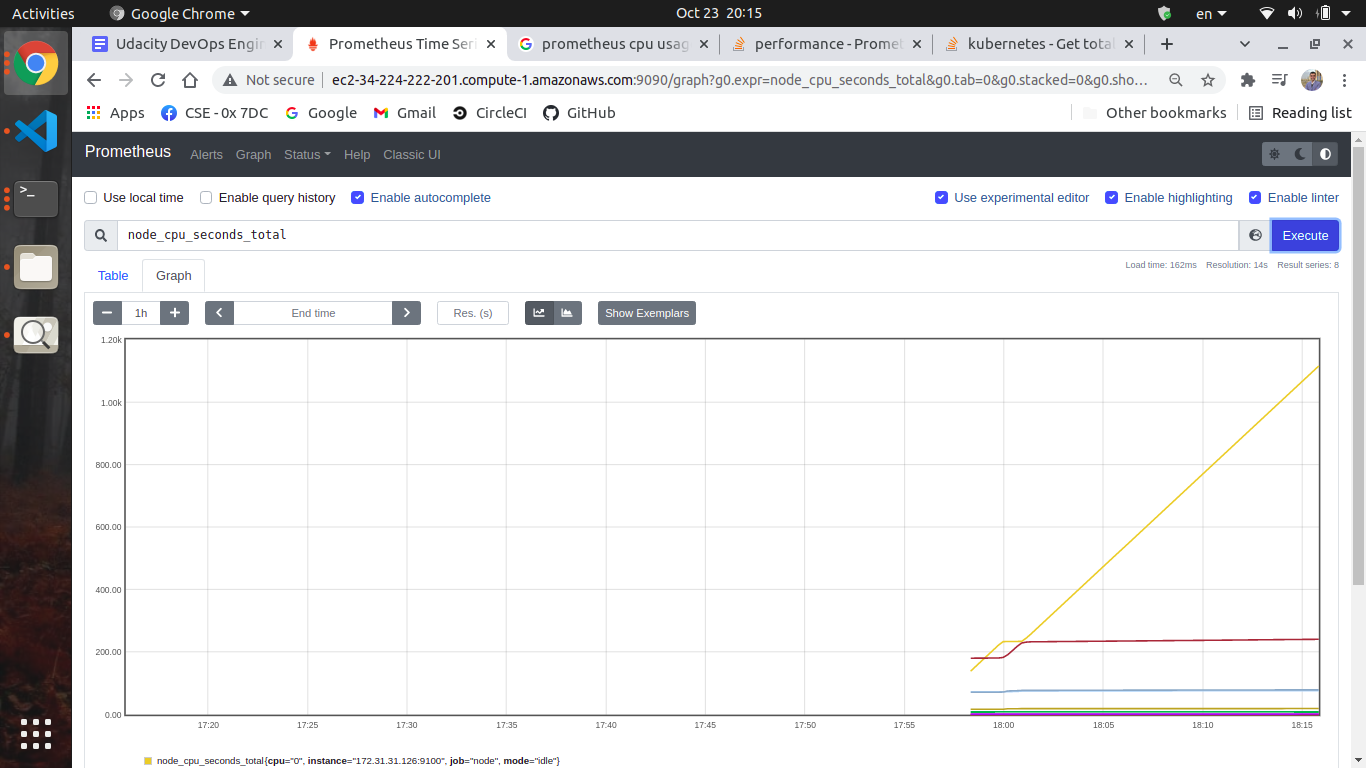 Activities Google Chrome Oct 23 20:15 en
Udacity DevOps Engin Prometheus Time Seri prometheus cpu usag performance - Promet kubernetes - Get total
Not secure ec2-34-224-222-201.compute-1.amazonaws.com:9090/graph?g0.expr=node_cpu_seconds_total&g0.tab=0&g0.stacked=0&g0.sho...
Apps CSE - 0x 7DC Google Gmail CircleCI GitHub Other bookmarks Reading list
Prometheus Alerts Graph Status Help Classic UI
Use local time Enable query history Enable autocomplete Use experimental editor Enable highlighting Enable linter
node_cpu_seconds_total Execute
Load time: 162ms Resolution: 14s Result series: 8
Table Graph
1h End time Res. (s) Show Exemplars
1.20k
1.00k
800.00
600.00
400.00
200.00
0.00
17:20 17:25 17:30 17:35 17:40 17:45 17:50 17:55 18:00 18:05 18:10 18:15
node_cpu_seconds_total{cpu="0", instance="172.31.31.126:9100", job="node", mode="idle"}